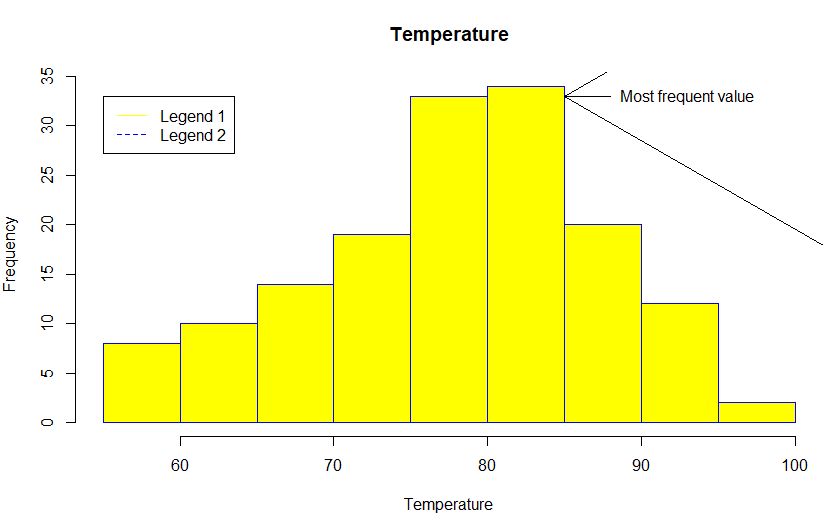 Temperature
Most frequent value
Legend 1
Legend 2
Frequency
35
30
25
20
15
10
5
0
60 70 80 90 100
Temperature